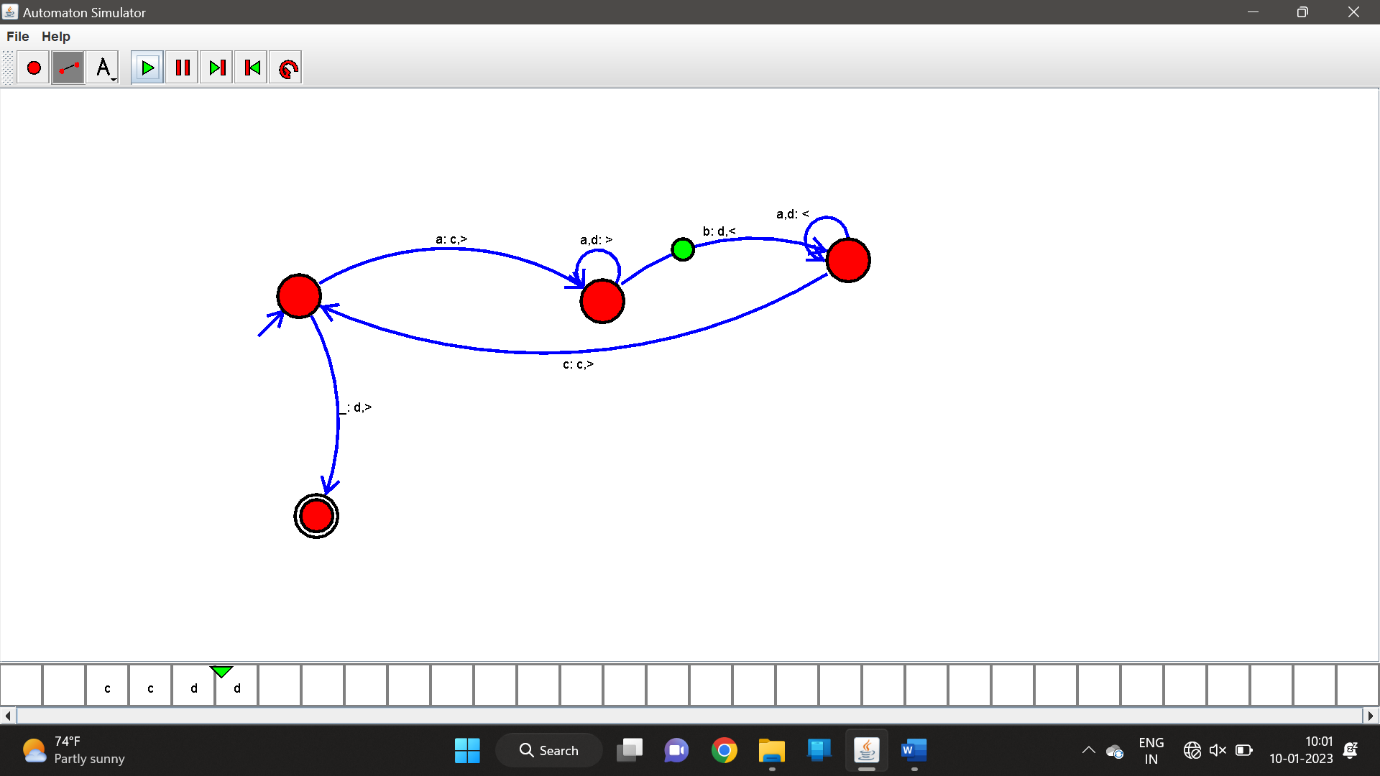 Automaton Simulator
File Help
A
a,d: <
b: d,<
a: c,>
a,d: >
c: c,>
_: d,>
c c d d
74°F
Partly sunny
Search
W
ENG
IN
10:01
10-01-2023